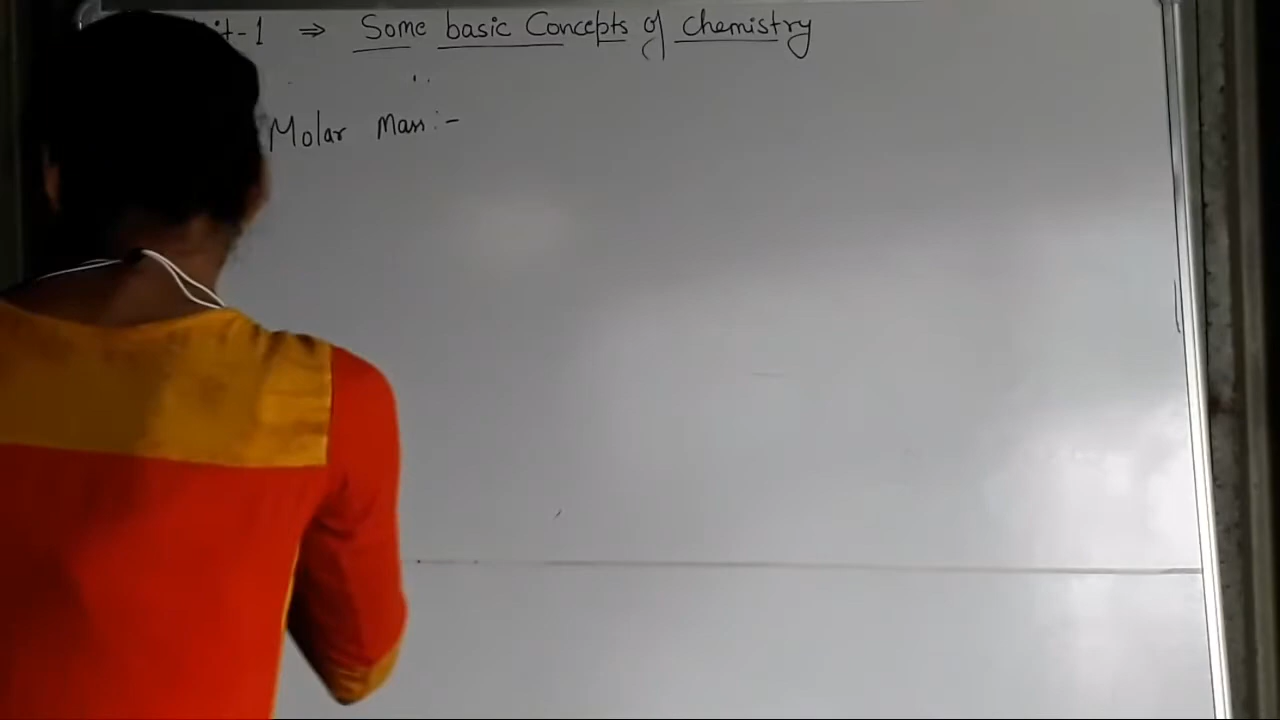 it-1 ⇒ Some basic Concepts of Chemistry
Molar Mass:-